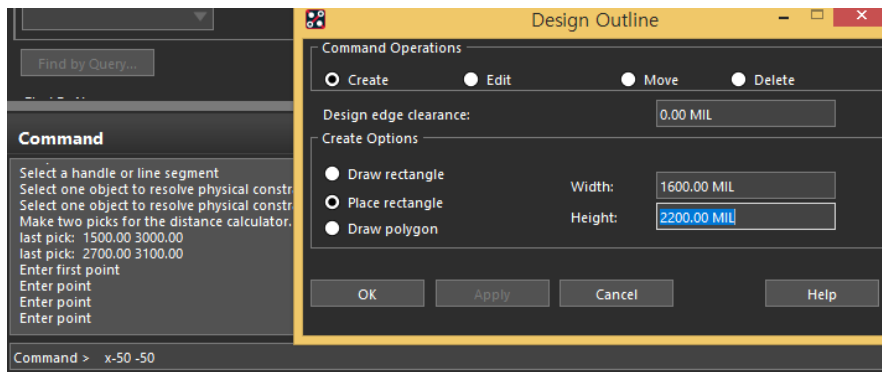 Find by Query...
Command
Select a handle or line segment
Select one object to resolve physical constr
Select one object to resolve physical constr
Make two picks for the distance calculator.
last pick: 1500.00 3000.00
last pick: 2700.00 3100.00
Enter first point
Enter point
Enter point
Enter point
Command > x-50 -50
Design Outline
Command Operations
Create Edit Move Delete
Design edge clearance: 0.00 MIL
Create Options
Draw rectangle
Place rectangle
Draw polygon
Width: 1600.00 MIL
Height: 2200.00 MIL
OK Apply Cancel Help